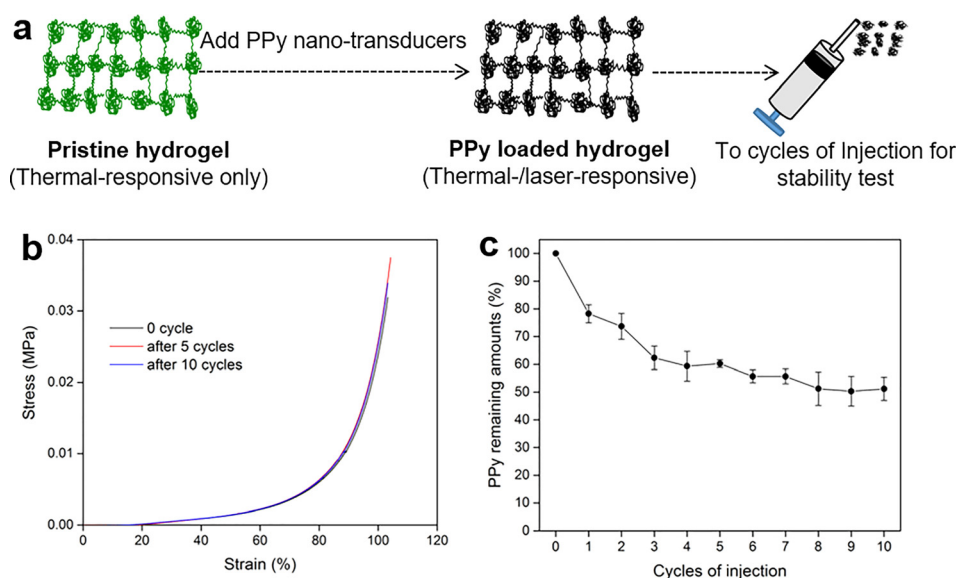 a
Add PPy nano-transducers
Pristine hydrogel
(Thermal-responsive only)
PPy loaded hydrogel
(Thermal-/laser-responsive)
To cycles of Injection for
stability test
b
0.04
0.03
0.02
0.01
0.00
Stress (MPa)
0 cycle
after 5 cycles
after 10 cycles
0 20 40 60 80 100 120
Strain (%)
c
100
90
80
70
60
50
40
30
20
10
0
PPy remaining amounts (%)
0 1 2 3 4 5 6 7 8 9 10
Cycles of injection